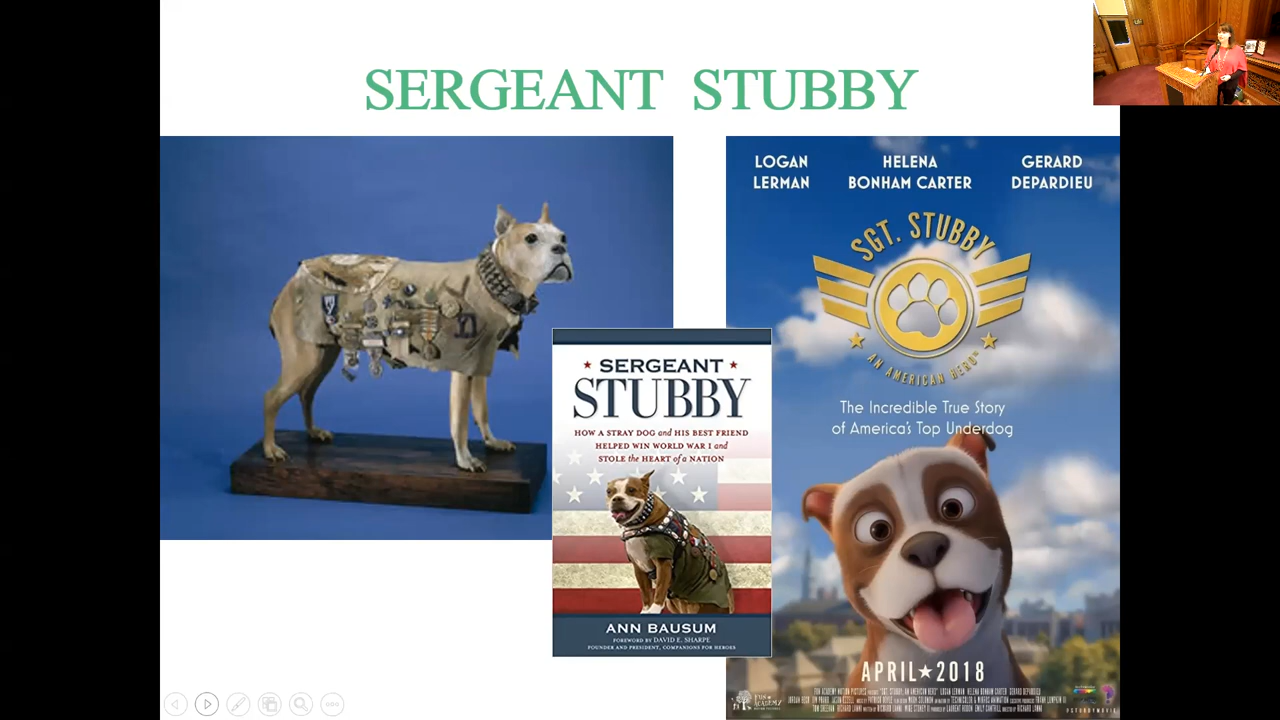 SERGEANT STUBBY
LOGAN LERMAN
HELENA BONHAM CARTER
GERARD DEPARDIEU
SGT. STUBBY
AN AMERICAN HERO
The Incredible True Story
of America's Top Underdog
APRIL★2018
★ SERGEANT ★
STUBBY
HOW A STRAY DOG and HIS BEST FRIEND
HELPED WIN WORLD WAR I and
STOLE the HEART of a NATION
ANN BAUSUM
FOREWORD BY DAVID E. SHARPE
FOUNDER AND PRESIDENT, COMPANIONS FOR HEROES
FUN ACADEMY